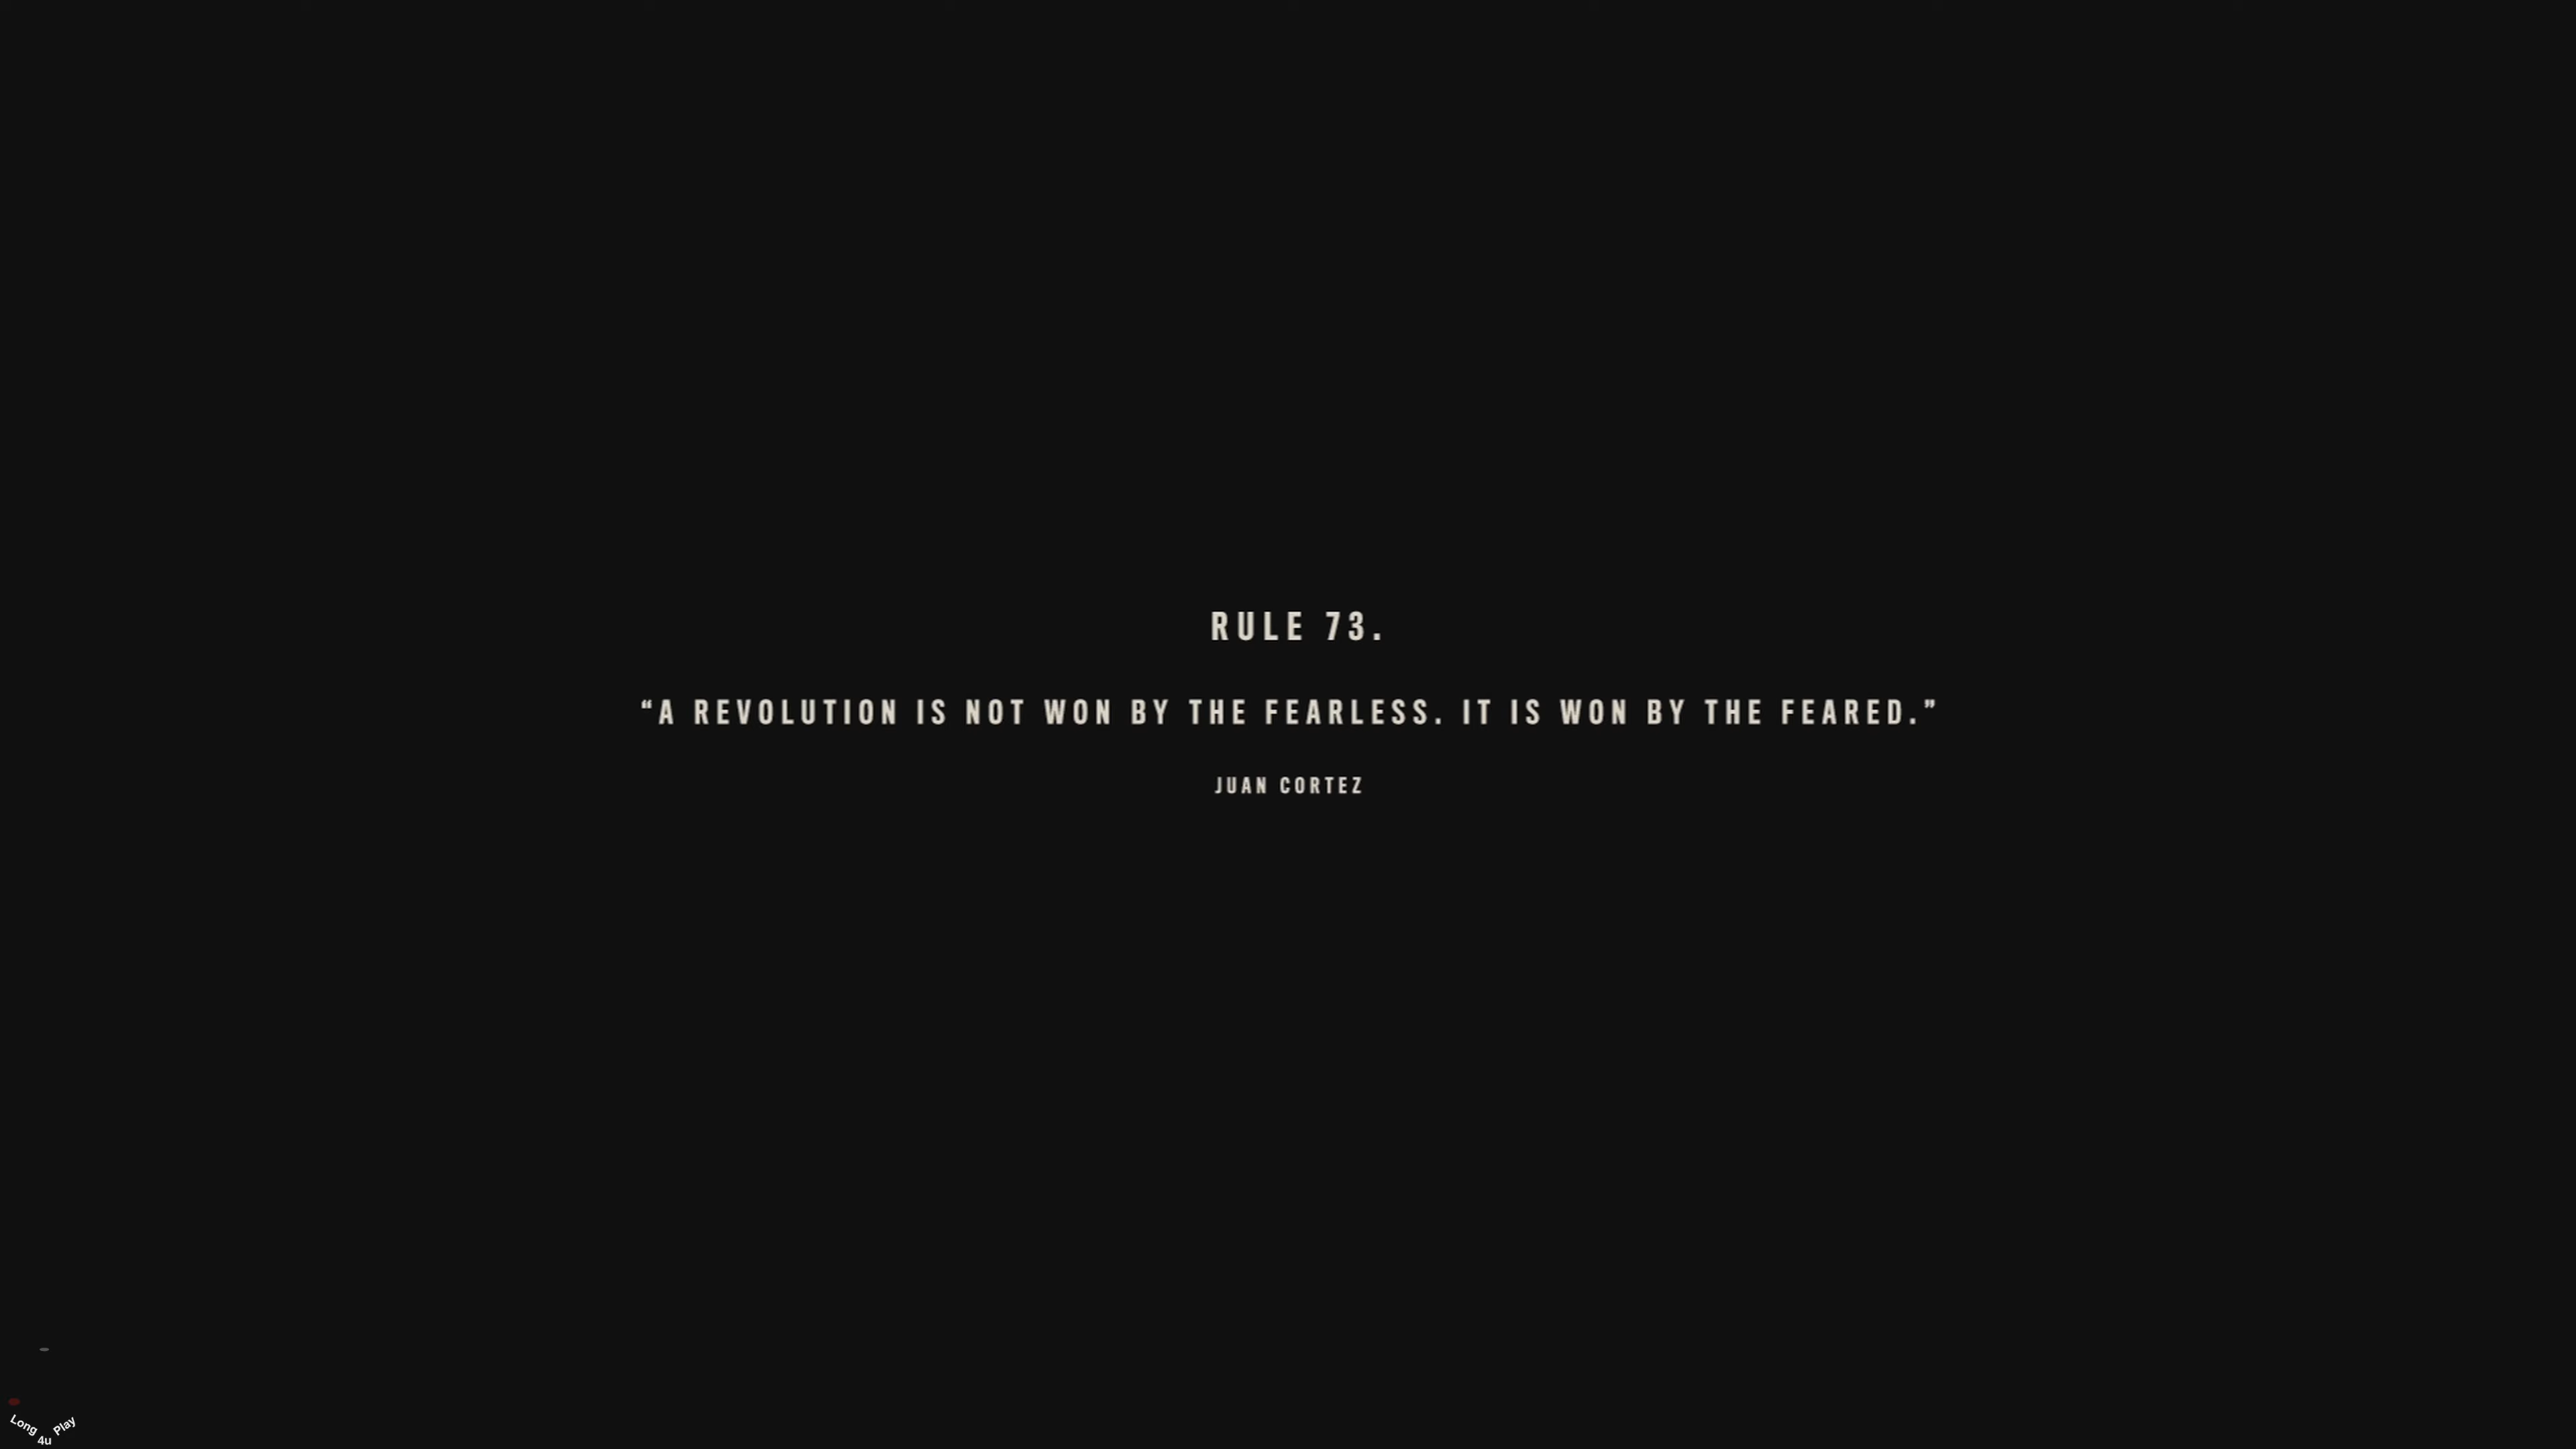 RULE 73.
“A REVOLUTION IS NOT WON BY THE FEARLESS. IT IS WON BY THE FEARED.”
JUAN CORTEZ
Long 4u Play